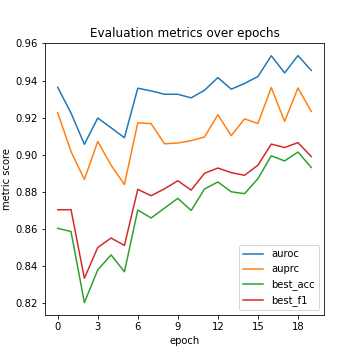 Evaluation metrics over epochs
metric score
0.96
0.94
0.92
0.90
0.88
0.86
0.84
0.82
0 3 6 9 12 15 18
epoch
auroc
auprc
best_acc
best_f1